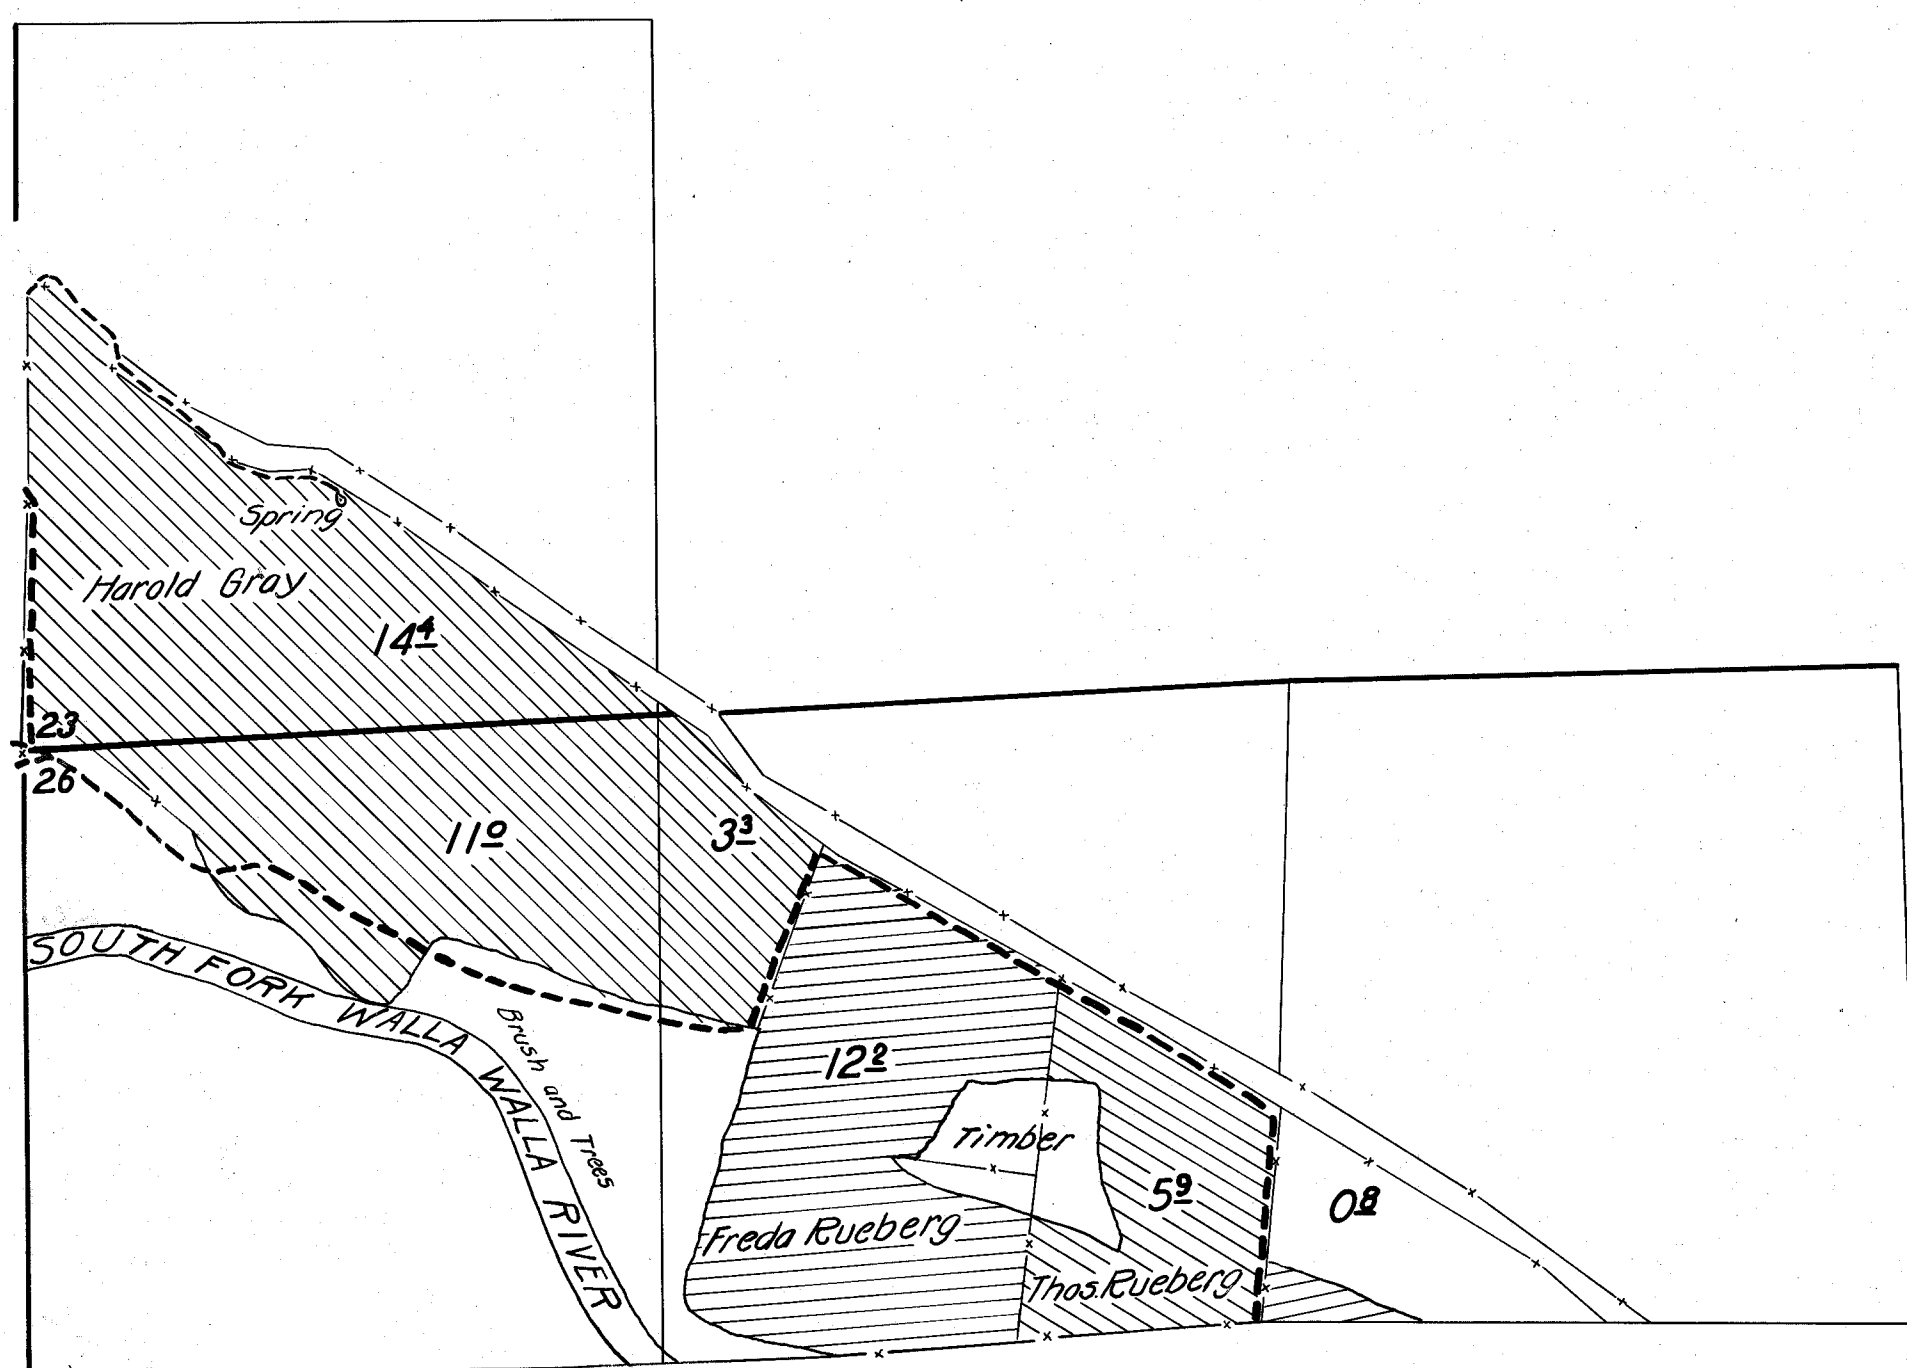 Spring
Harold Gray
14 4
23
26
11 0
3 3
SOUTH FORK WALLA WALLA RIVER
Brush and Trees
12 2
Timber
5 9
0 8
Freda Rueberg
Thos. Rueberg